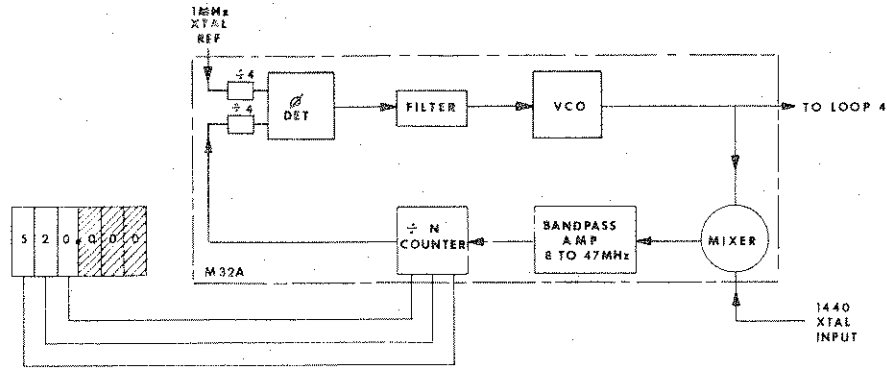 1MHz
XTAL
REF
÷4
÷4
Ø
DET
FILTER
VCO
TO LOOP 4
5 2 0 . 0 0 0
÷ N
COUNTER
BANDPASS
AMP
8 TO 47MHz
MIXER
M32A
1440
XTAL
INPUT